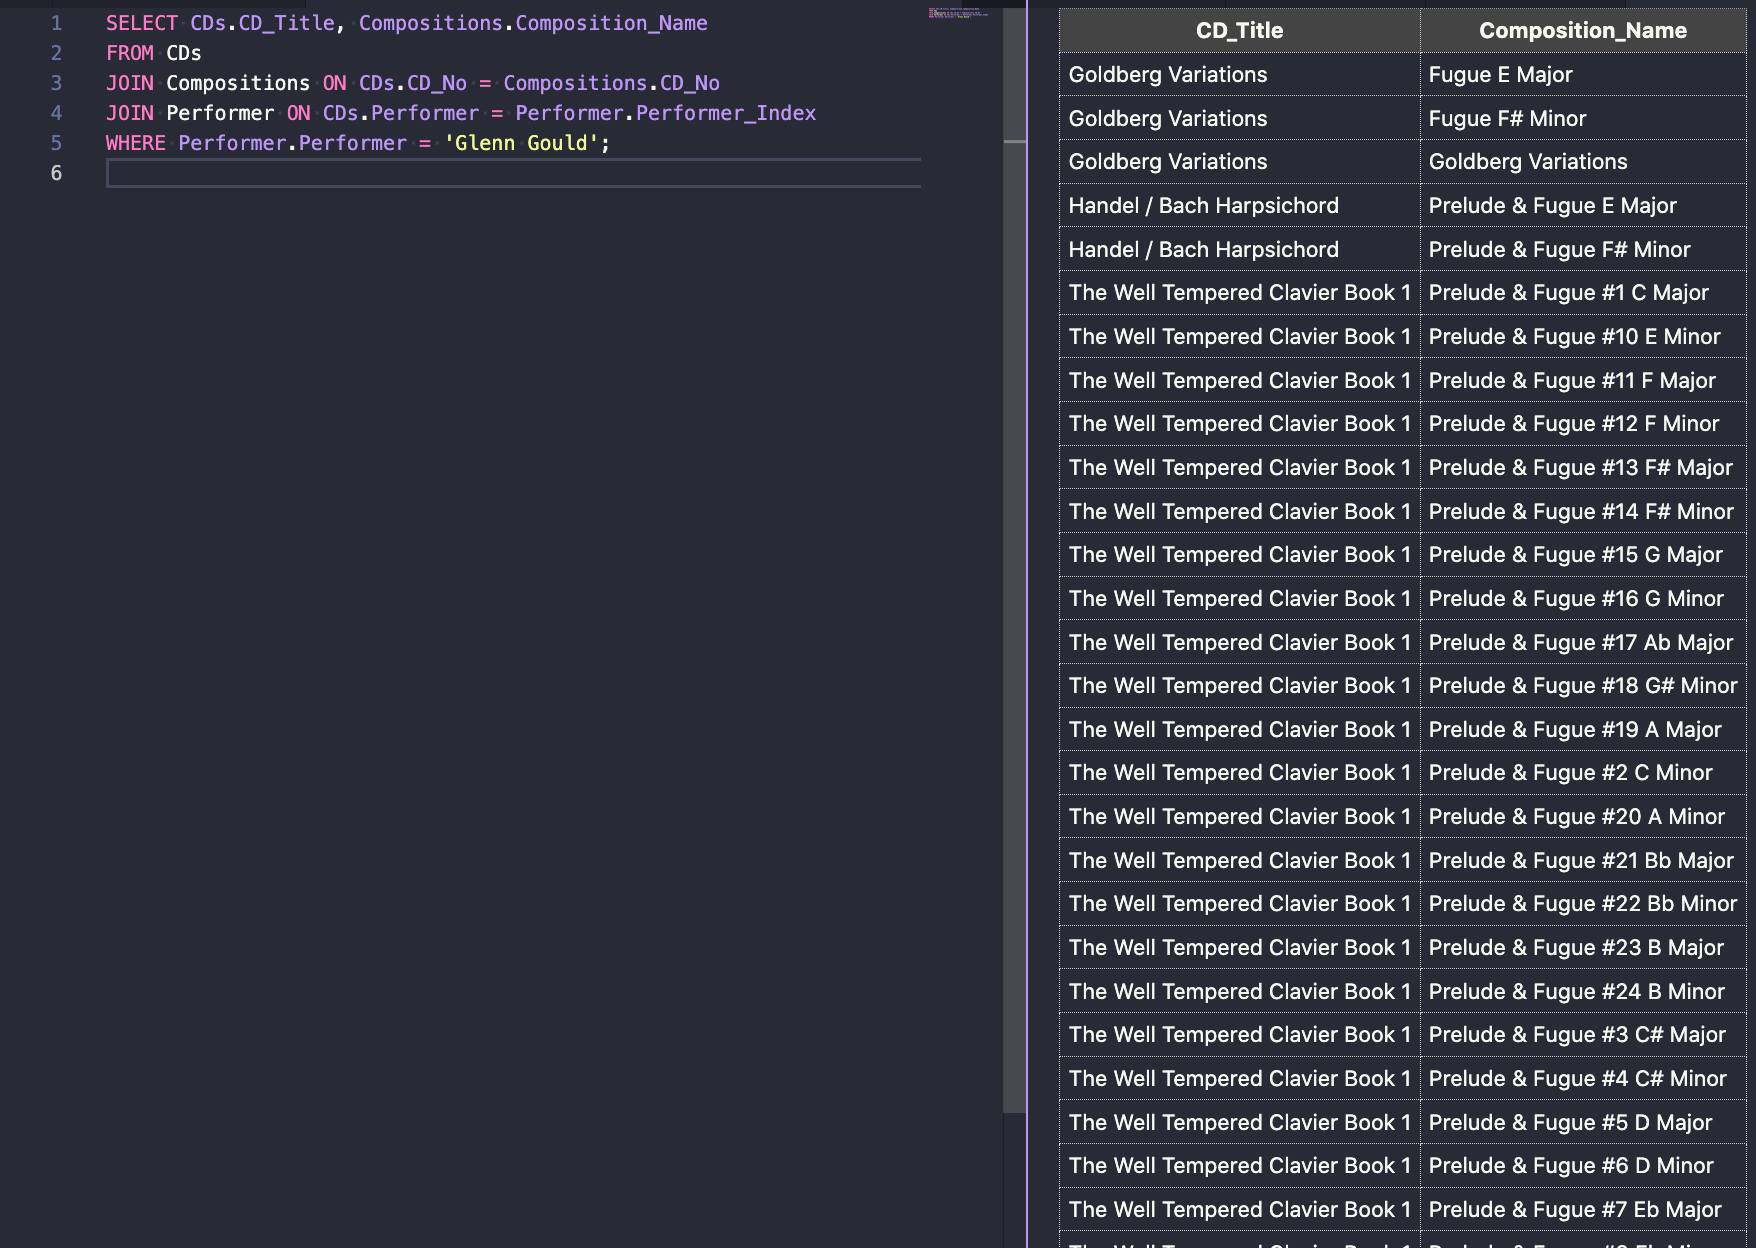 1 SELECT CDs.CD_Title, Compositions.Composition_Name
2 FROM CDs
3 JOIN Compositions ON CDs.CD_No = Compositions.CD_No
4 JOIN Performer ON CDs.Performer = Performer.Performer_Index
5 WHERE Performer.Performer = 'Glenn Gould';
6
CD_Title Composition_Name
Goldberg Variations Fugue E Major
Goldberg Variations Fugue F# Minor
Goldberg Variations Goldberg Variations
Handel / Bach Harpsichord Prelude & Fugue E Major
Handel / Bach Harpsichord Prelude & Fugue F# Minor
The Well Tempered Clavier Book 1 Prelude & Fugue #1 C Major
The Well Tempered Clavier Book 1 Prelude & Fugue #10 E Minor
The Well Tempered Clavier Book 1 Prelude & Fugue #11 F Major
The Well Tempered Clavier Book 1 Prelude & Fugue #12 F Minor
The Well Tempered Clavier Book 1 Prelude & Fugue #13 F# Major
The Well Tempered Clavier Book 1 Prelude & Fugue #14 F# Minor
The Well Tempered Clavier Book 1 Prelude & Fugue #15 G Major
The Well Tempered Clavier Book 1 Prelude & Fugue #16 G Minor
The Well Tempered Clavier Book 1 Prelude & Fugue #17 Ab Major
The Well Tempered Clavier Book 1 Prelude & Fugue #18 G# Minor
The Well Tempered Clavier Book 1 Prelude & Fugue #19 A Major
The Well Tempered Clavier Book 1 Prelude & Fugue #2 C Minor
The Well Tempered Clavier Book 1 Prelude & Fugue #20 A Minor
The Well Tempered Clavier Book 1 Prelude & Fugue #21 Bb Major
The Well Tempered Clavier Book 1 Prelude & Fugue #22 Bb Minor
The Well Tempered Clavier Book 1 Prelude & Fugue #23 B Major
The Well Tempered Clavier Book 1 Prelude & Fugue #24 B Minor
The Well Tempered Clavier Book 1 Prelude & Fugue #3 C# Major
The Well Tempered Clavier Book 1 Prelude & Fugue #4 C# Minor
The Well Tempered Clavier Book 1 Prelude & Fugue #5 D Major
The Well Tempered Clavier Book 1 Prelude & Fugue #6 D Minor
The Well Tempered Clavier Book 1 Prelude & Fugue #7 Eb Major